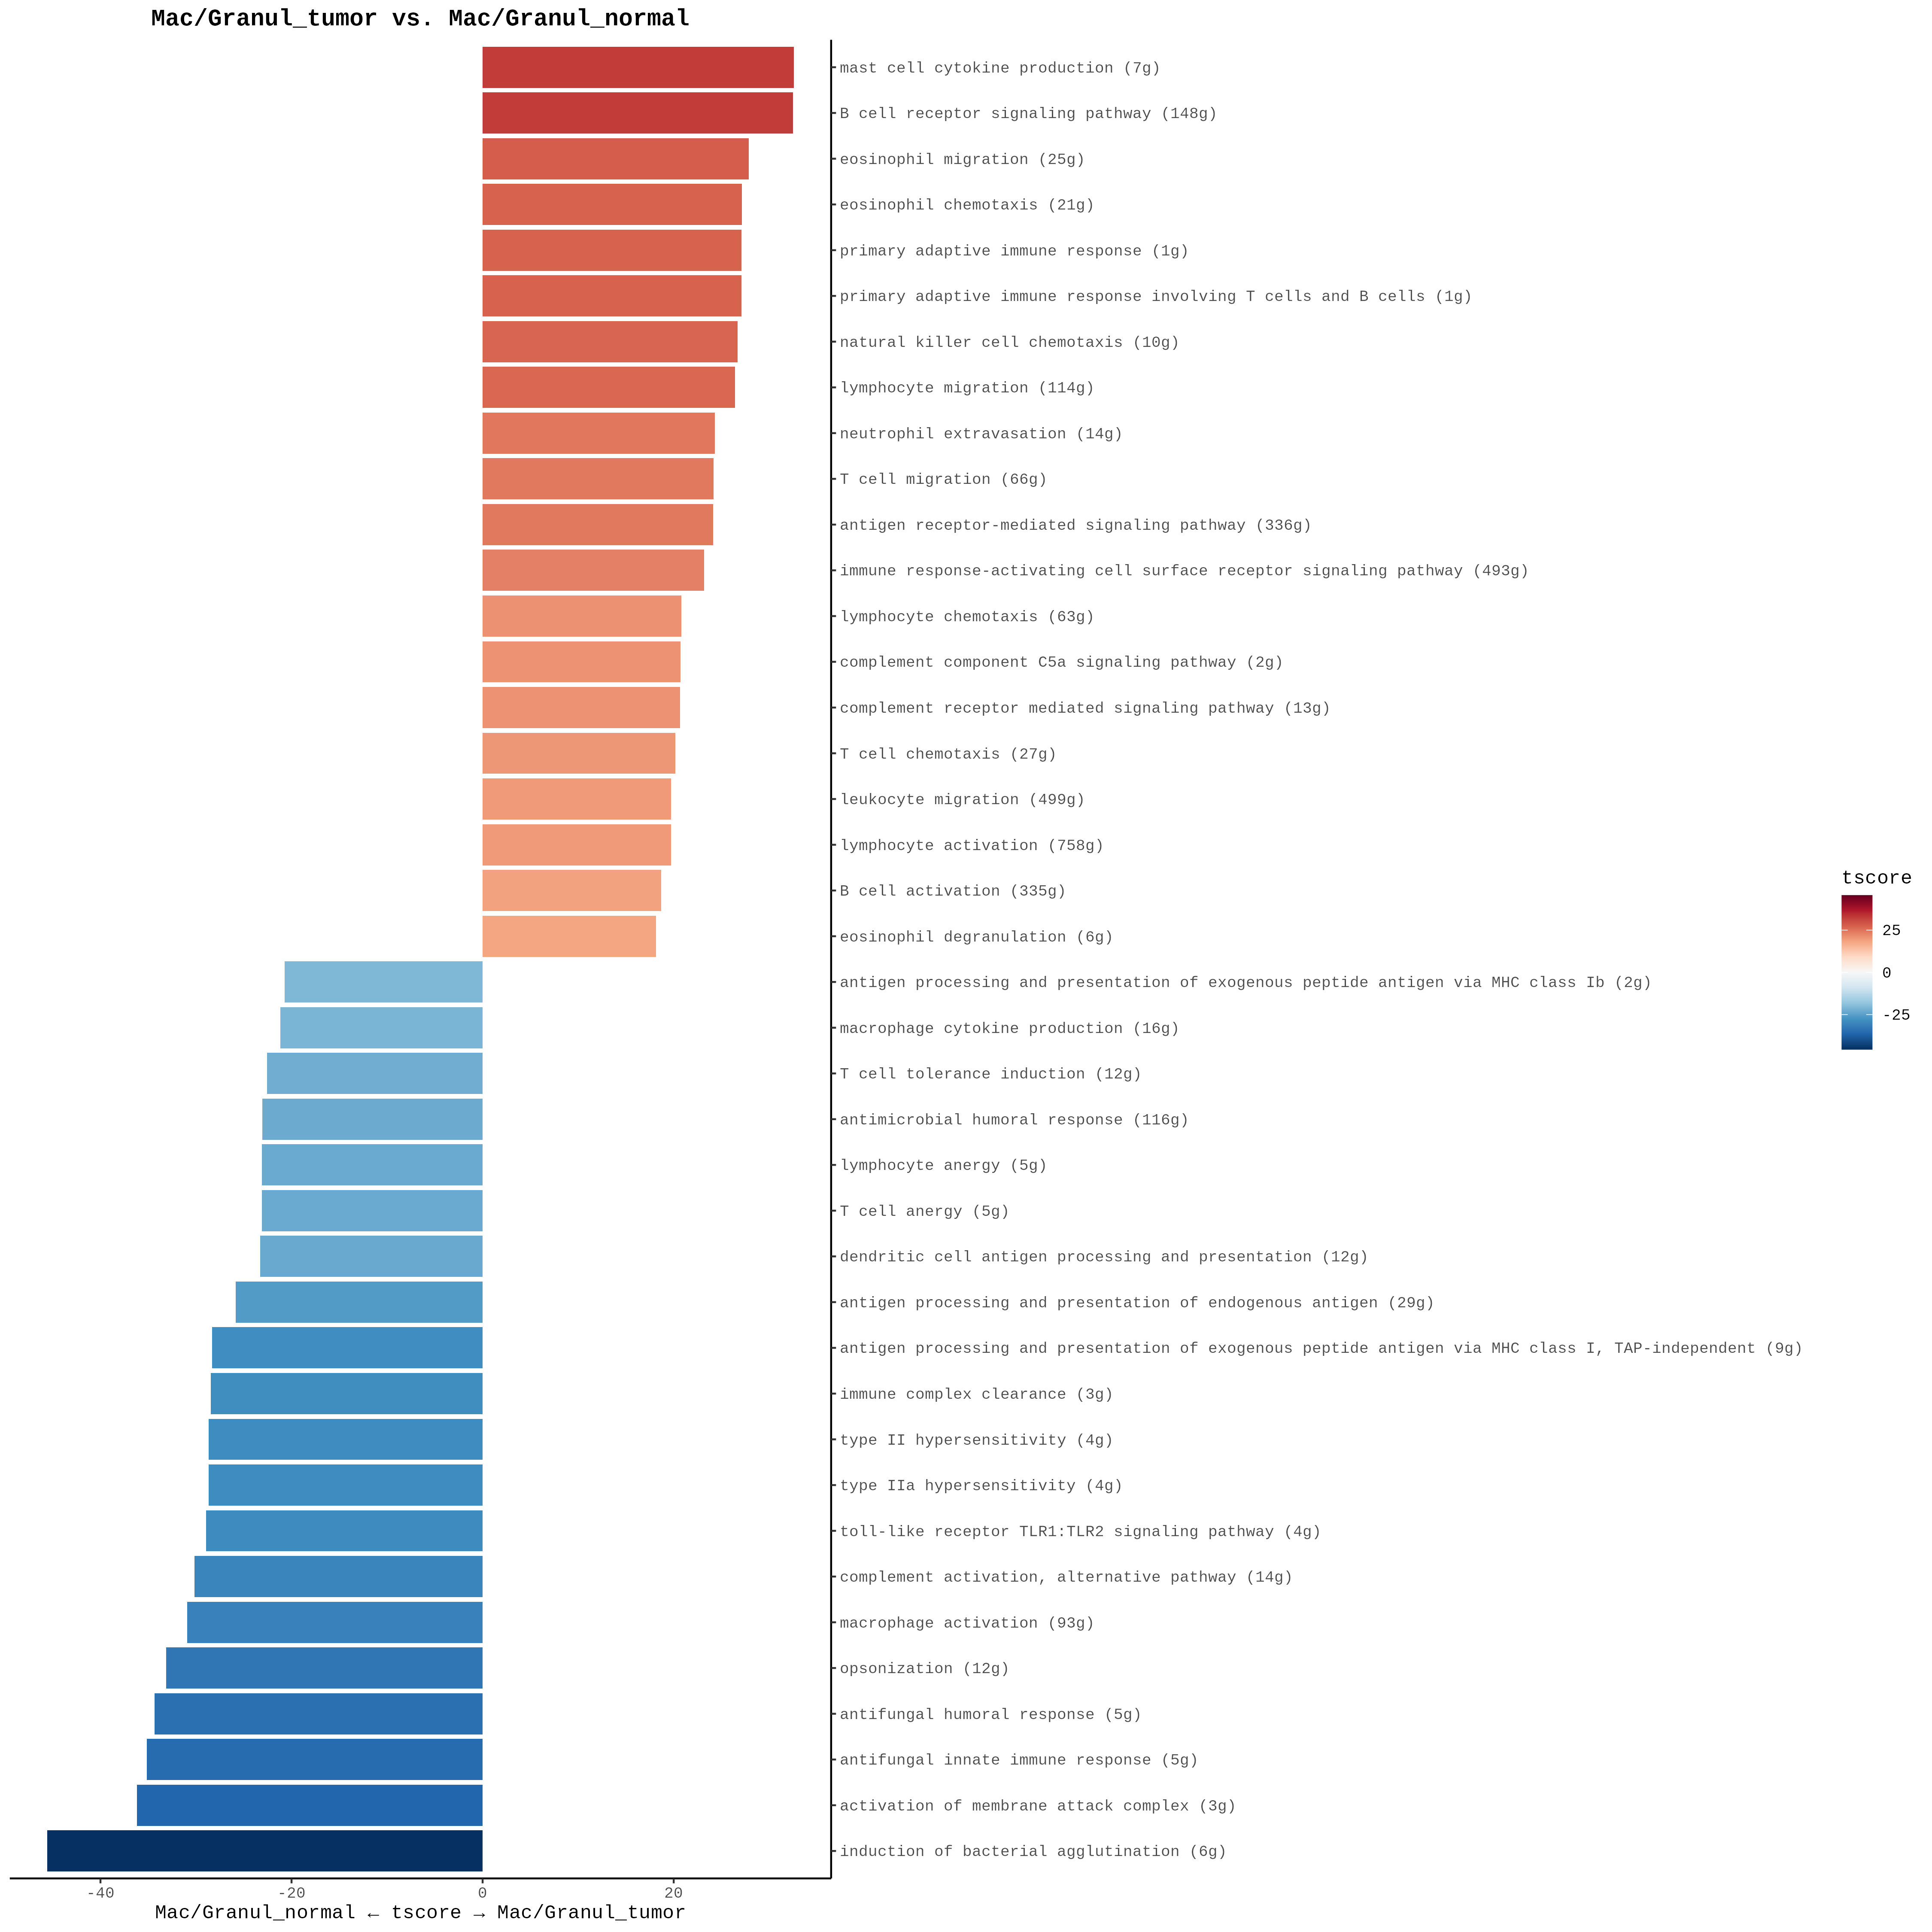 Mac/Granul_tumor vs. Mac/Granul_normal
mast cell cytokine production (7g)
B cell receptor signaling pathway (148g)
eosinophil migration (25g)
eosinophil chemotaxis (21g)
primary adaptive immune response (1g)
primary adaptive immune response involving T cells and B cells (1g)
natural killer cell chemotaxis (10g)
lymphocyte migration (114g)
neutrophil extravasation (14g)
T cell migration (66g)
antigen receptor-mediated signaling pathway (336g)
immune response-activating cell surface receptor signaling pathway (493g)
lymphocyte chemotaxis (63g)
complement component C5a signaling pathway (2g)
complement receptor mediated signaling pathway (13g)
T cell chemotaxis (27g)
leukocyte migration (499g)
lymphocyte activation (758g)
B cell activation (335g)
eosinophil degranulation (6g)
antigen processing and presentation of exogenous peptide antigen via MHC class Ib (2g)
macrophage cytokine production (16g)
T cell tolerance induction (12g)
antimicrobial humoral response (116g)
lymphocyte anergy (5g)
T cell anergy (5g)
dendritic cell antigen processing and presentation (12g)
antigen processing and presentation of endogenous antigen (29g)
antigen processing and presentation of exogenous peptide antigen via MHC class I, TAP-independent (9g)
immune complex clearance (3g)
type II hypersensitivity (4g)
type IIa hypersensitivity (4g)
toll-like receptor TLR1:TLR2 signaling pathway (4g)
complement activation, alternative pathway (14g)
macrophage activation (93g)
opsonization (12g)
antifungal humoral response (5g)
antifungal innate immune response (5g)
activation of membrane attack complex (3g)
induction of bacterial agglutination (6g)
-40 -20 0 20
Mac/Granul_normal ← tscore → Mac/Granul_tumor
tscore
25
0
-25